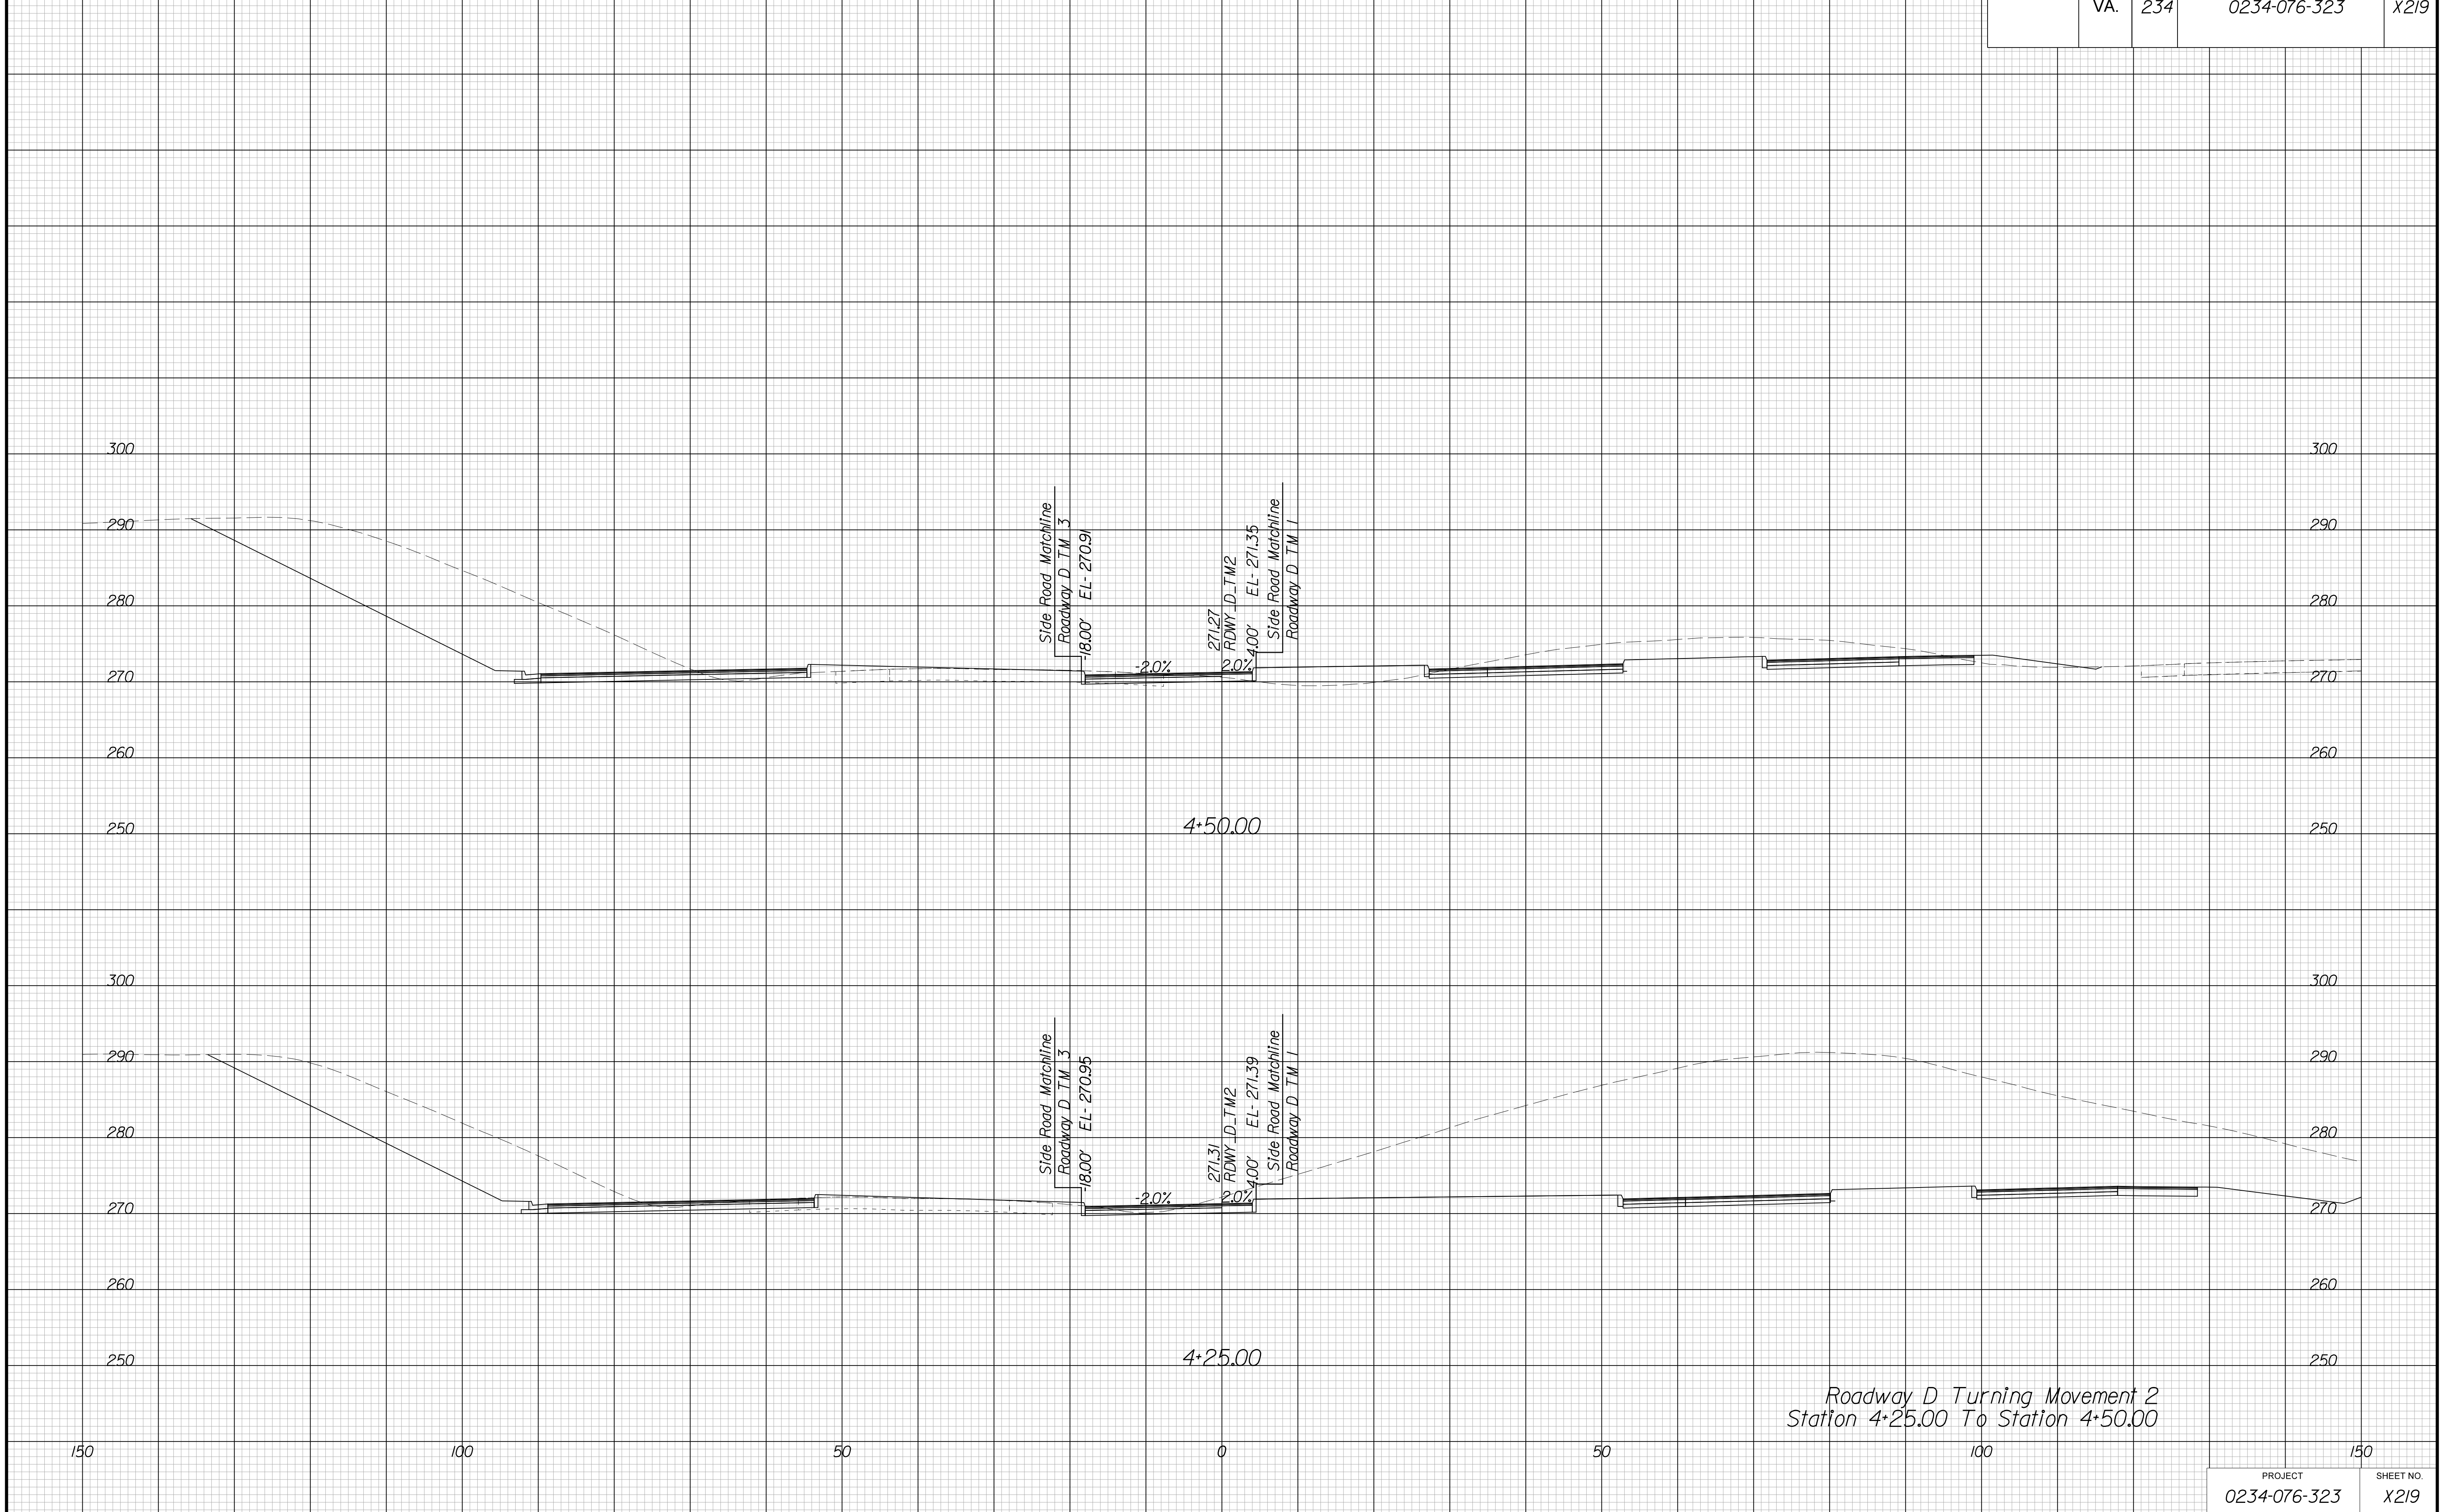 VA. 234 0234-076-323 X219
300 300
290 290
280 280
270 270
260 260
250 250
Side Road Matchline
Roadway D TM 3
-18.00' EL- 270.91
-2.0%
271.27
RDWY_D_TM2
2.0%
4.00' EL- 271.35
Side Road Matchline
Roadway D TM 1
4+50.00
300 300
290 290
280 280
270 270
260 260
250 250
Side Road Matchline
Roadway D TM 3
-18.00' EL- 270.95
-2.0%
271.31
RDWY_D_TM2
2.0%
4.00' EL- 271.39
Side Road Matchline
Roadway D TM 1
4+25.00
Roadway D Turning Movement 2
Station 4+25.00 To Station 4+50.00
150 100 50 0 50 100 150
PROJECT SHEET NO.
0234-076-323 X219